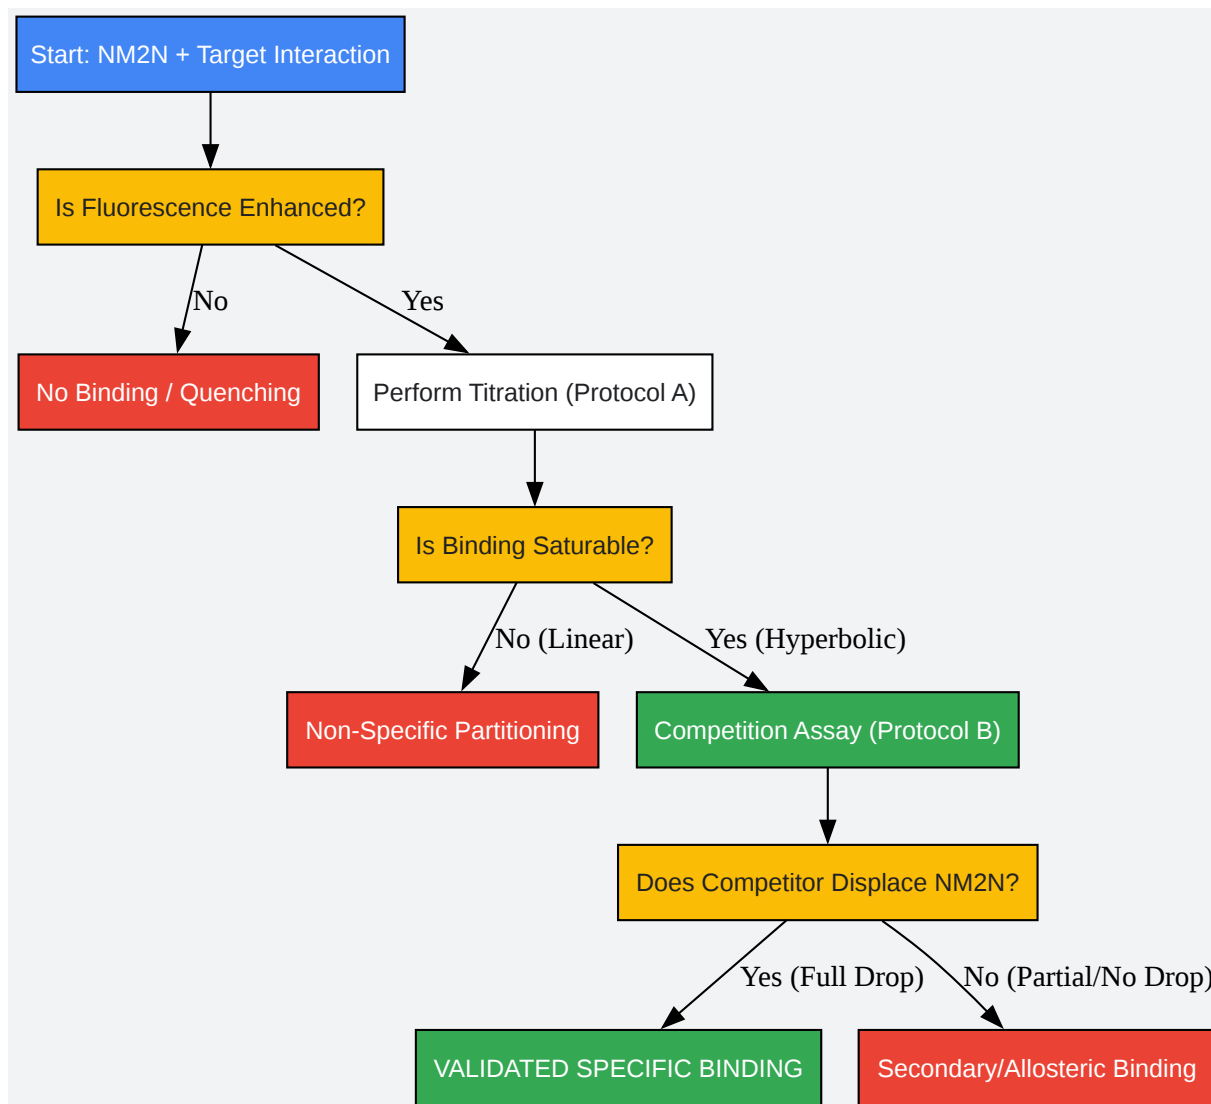 Start: NM2N + Target Interaction
Is Fluorescence Enhanced?
No
Yes
No Binding / Quenching
Perform Titration (Protocol A)
Is Binding Saturable?
No (Linear)
Yes (Hyperbolic)
Non-Specific Partitioning
Competition Assay (Protocol B)
Does Competitor Displace NM2N?
Yes (Full Drop)
No (Partial/No Drop)
VALIDATED SPECIFIC BINDING
Secondary/Allosteric Binding